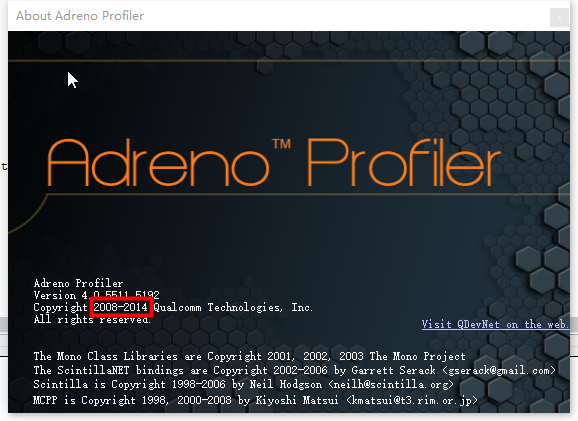 About Adreno Profiler
x
t
Adreno™ Profiler
Adreno Profiler
Version 4.0.5511.5192
Copyright 2008-2014 Qualcomm Technologies, Inc.
All rights reserved.
Visit QDevNet on the web.
The Mono Class Libraries are Copyright 2001, 2002, 2003 The Mono Project
The ScintillaNET bindings are Copyright 2002-2006 by Garrett Serack <gserack@gmail.com>
Scintilla is Copyright 1998-2006 by Neil Hodgson <neilh@scintilla.org>
MCPP is Copyright 1998, 2000-2008 by Kiyoshi Matsui <kmatsui@t3.rim.or.jp>